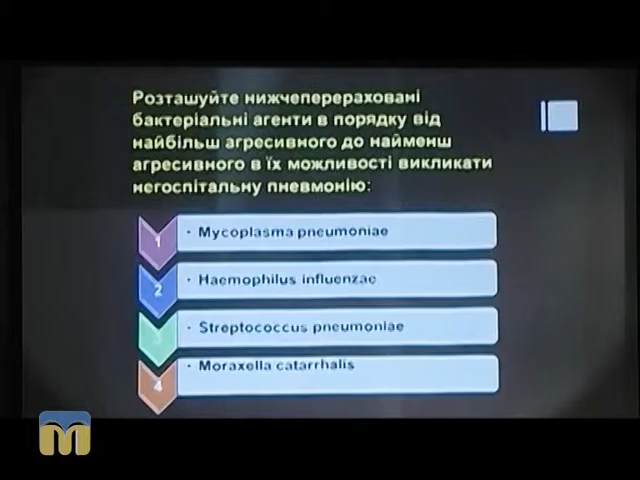 Розташуйте нижчеперераховані
бактеріальні агенти в порядку від
найбільш агресивного до найменш
агресивного в їх можливості викликати
негоспітальну пневмонію:
1 • Mycoplasma pneumoniae
2 • Haemophilus influenzae
3 • Streptococcus pneumoniae
4 • Moraxella catarrhalis
M